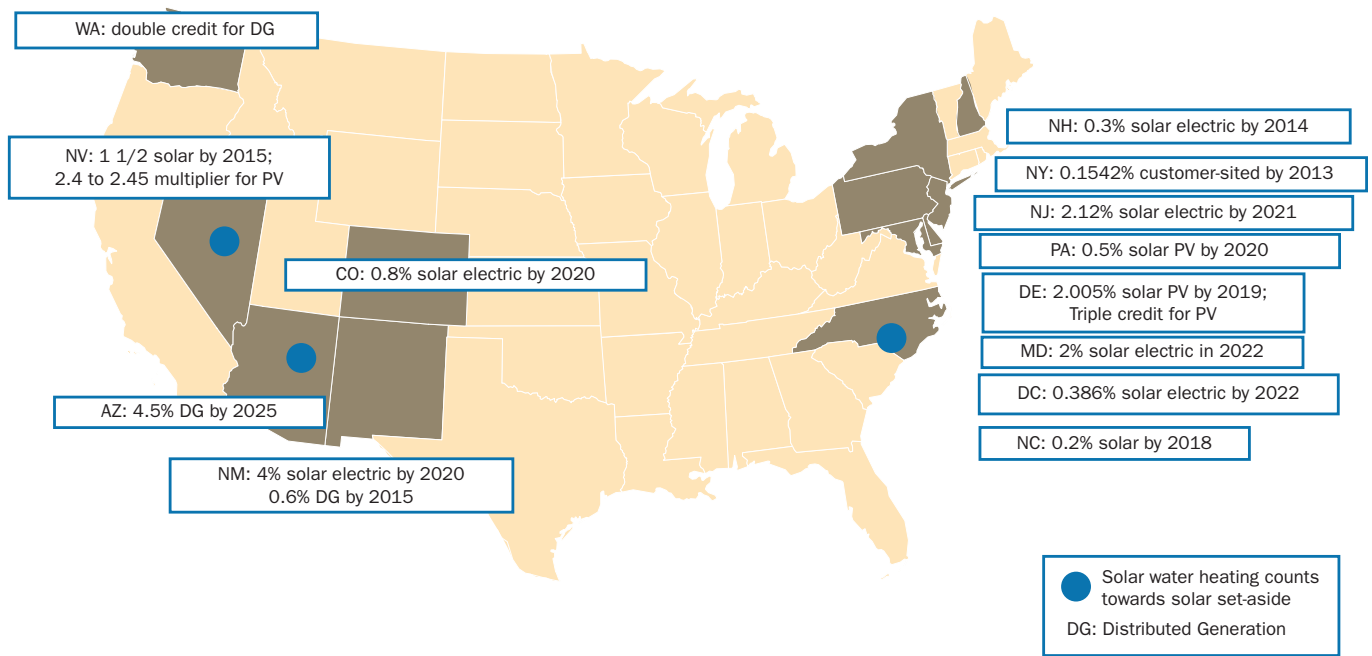 WA: double credit for DG
NV: 1 1/2 solar by 2015;
2.4 to 2.45 multiplier for PV
CO: 0.8% solar electric by 2020
AZ: 4.5% DG by 2025
NM: 4% solar electric by 2020
0.6% DG by 2015
NH: 0.3% solar electric by 2014
NY: 0.1542% customer-sited by 2013
NJ: 2.12% solar electric by 2021
PA: 0.5% solar PV by 2020
DE: 2.005% solar PV by 2019;
Triple credit for PV
MD: 2% solar electric in 2022
DC: 0.386% solar electric by 2022
NC: 0.2% solar by 2018
Solar water heating counts
towards solar set-aside
DG: Distributed Generation